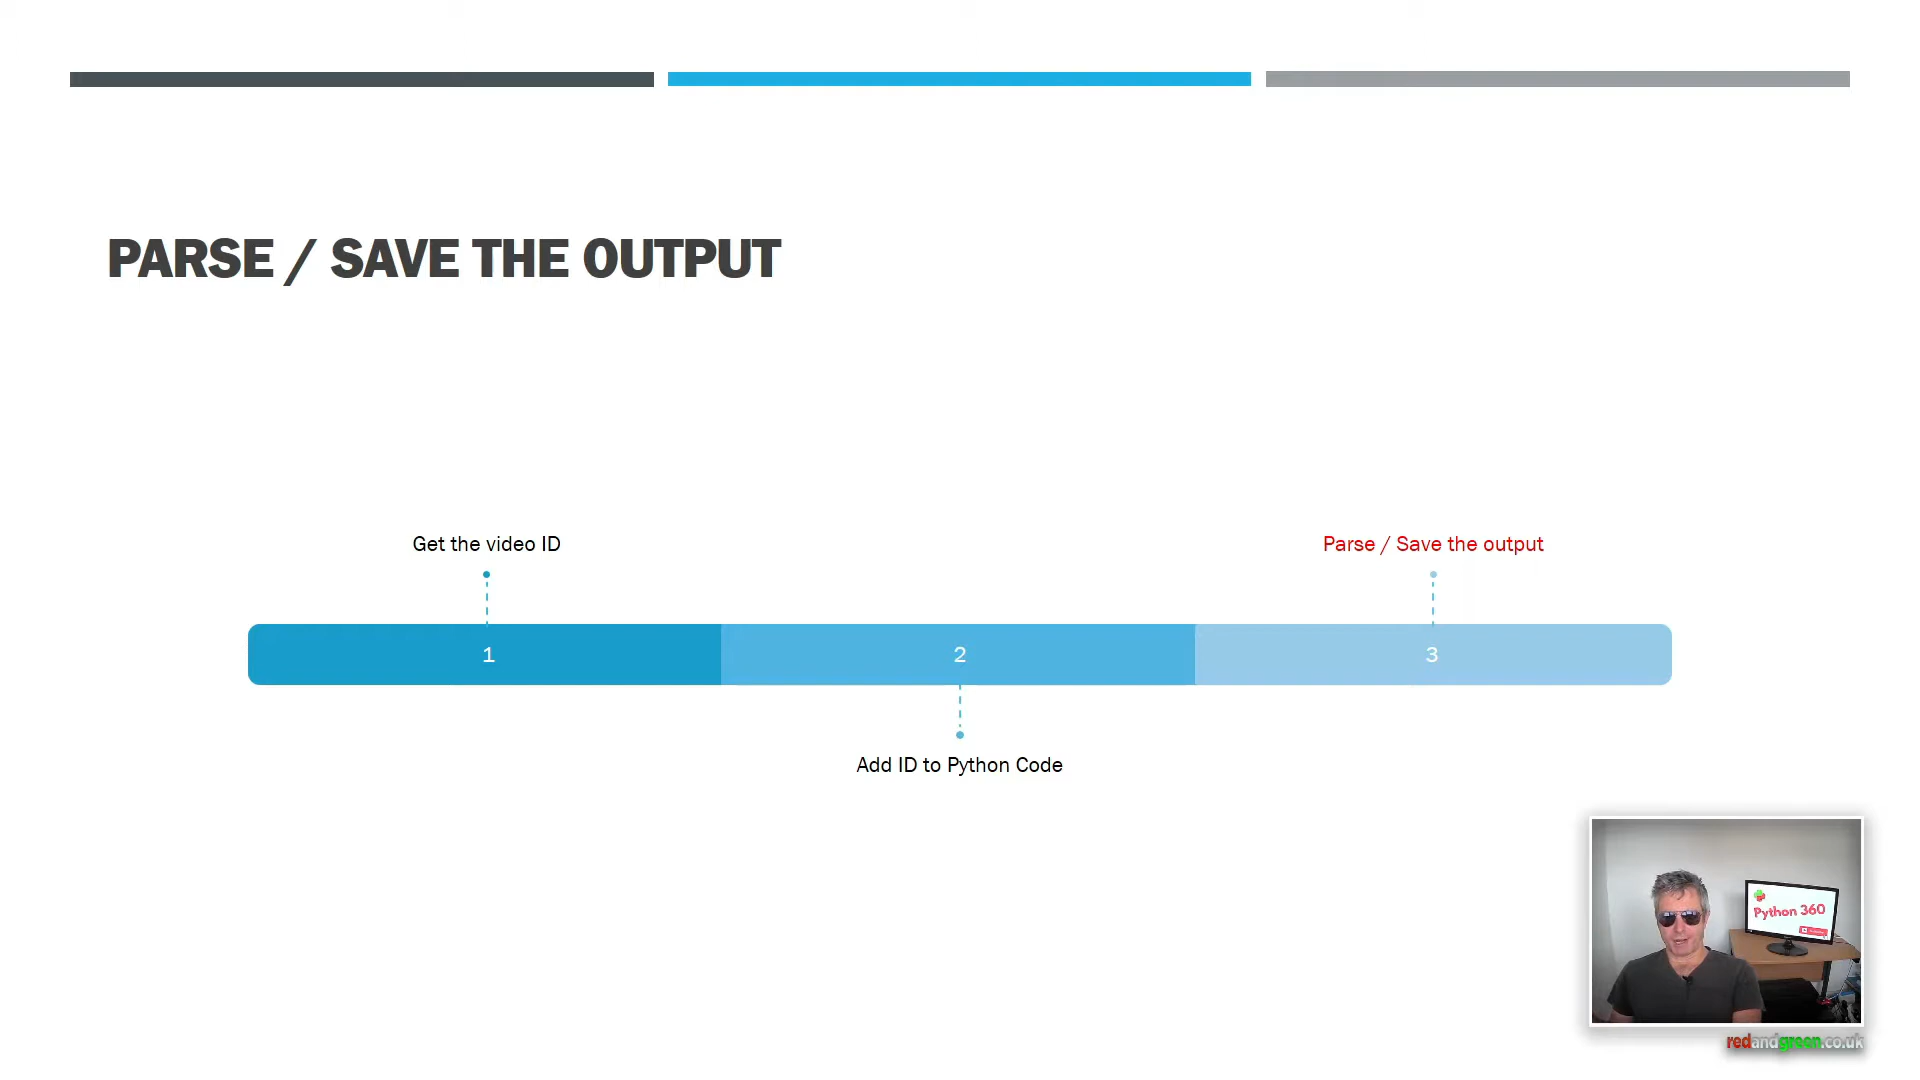 PARSE / SAVE THE OUTPUT
Get the video ID
Parse / Save the output
1
2
3
Add ID to Python Code
Python 360
redandgreen.co.uk